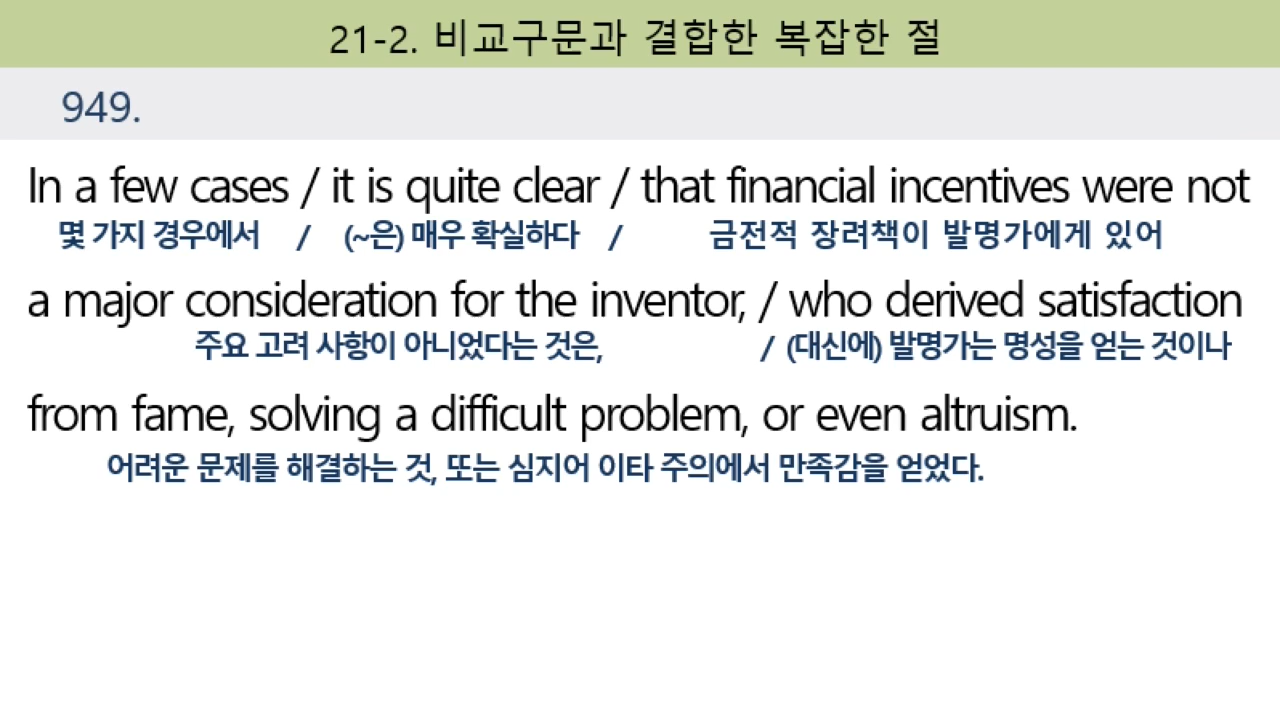 21-2. 비교구문과 결합한 복잡한 절
949.
In a few cases / it is quite clear / that financial incentives were not
몇 가지 경우에서 / (~은) 매우 확실하다 / 금전적 장려책이 발명가에게 있어
a major consideration for the inventor, / who derived satisfaction
주요 고려 사항이 아니었다는 것은, / (대신에) 발명가는 명성을 얻는 것이나
from fame, solving a difficult problem, or even altruism.
어려운 문제를 해결하는 것, 또는 심지어 이타 주의에서 만족감을 얻었다.